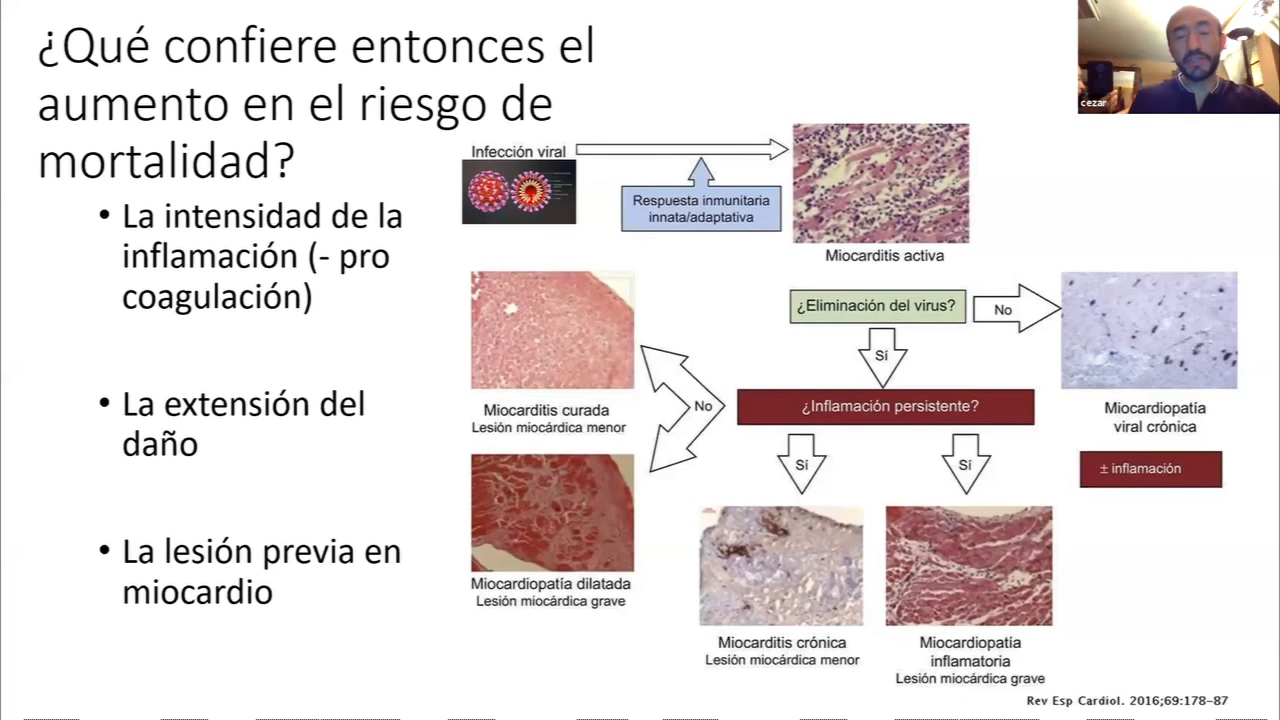 ¿Qué confiere entonces el
aumento en el riesgo de
mortalidad?
• La intensidad de la
inflamación (- pro
coagulación)
• La extensión del
daño
• La lesión previa en
miocardio
Infección viral
Respuesta inmunitaria
innata/adaptativa
Miocarditis activa
¿Eliminación del virus?
No
Sí
Miocardiopatía
viral crónica
± inflamación
¿Inflamación persistente?
No
Miocarditis curada
Lesión miocárdica menor
Miocardiopatía dilatada
Lesión miocárdica grave
Sí
Sí
Miocarditis crónica
Lesión miocárdica menor
Miocardiopatía
inflamatoria
Lesión miocárdica grave
Rev Esp Cardiol. 2016;69:178–87
cezar